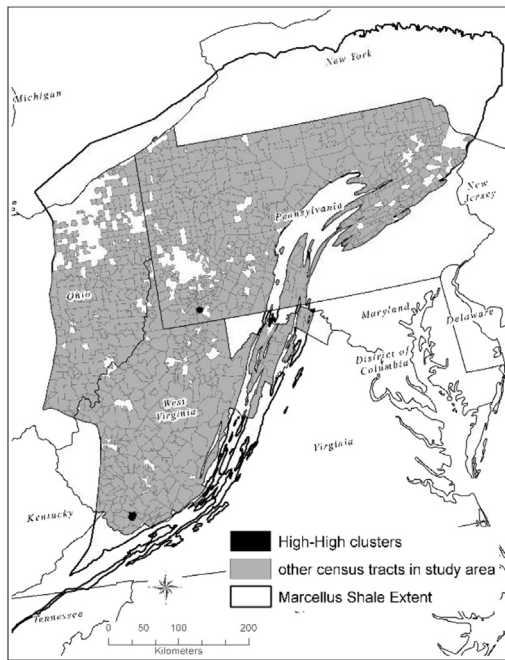 New York
Michigan
New
Jersey
Pennsylvania
Ohio
Maryland
Delaware
District of
Columbia
West
Virginia
Virginia
Kentucky
High-High clusters
other census tracts in study area
Marcellus Shale Extent
Tennessee
0 50 100 200
Kilometers